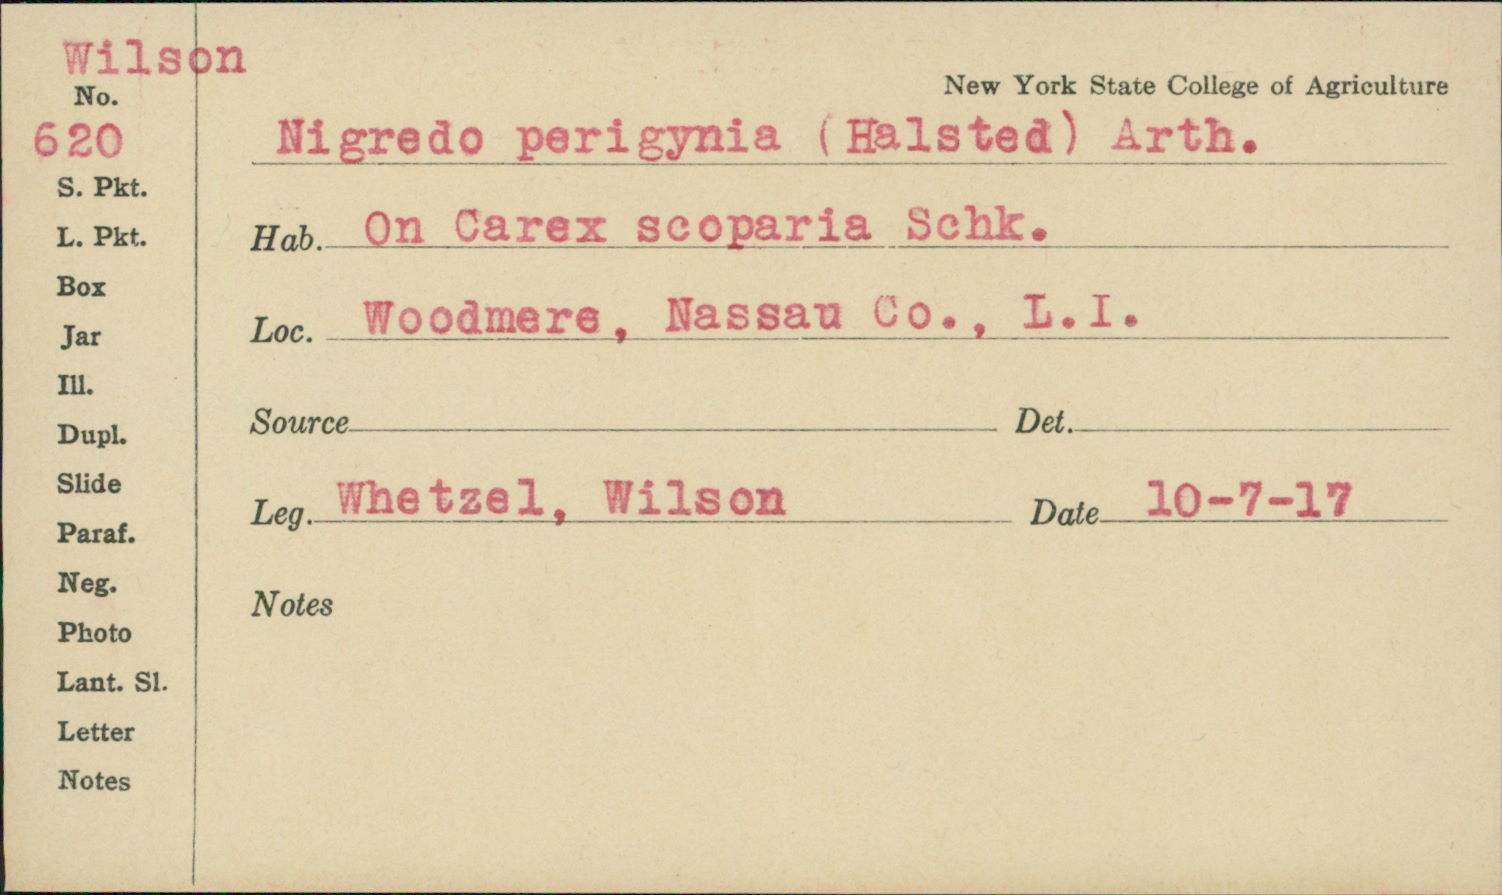 Wilson
No.
620
S. Pkt.
L. Pkt.
Box
Jar
Ill.
Dupl.
Slide
Paraf.
Neg.
Photo
Lant. Sl.
Letter
Notes
New York State College of Agriculture
Nigredo perigynia (Halsted) Arth.
Hab. On Carex scoparia Schk.
Loc. Woodmere, Nassau Co., L.I.
Source Det.
Leg. Whetzel, Wilson Date 10-7-17
Notes